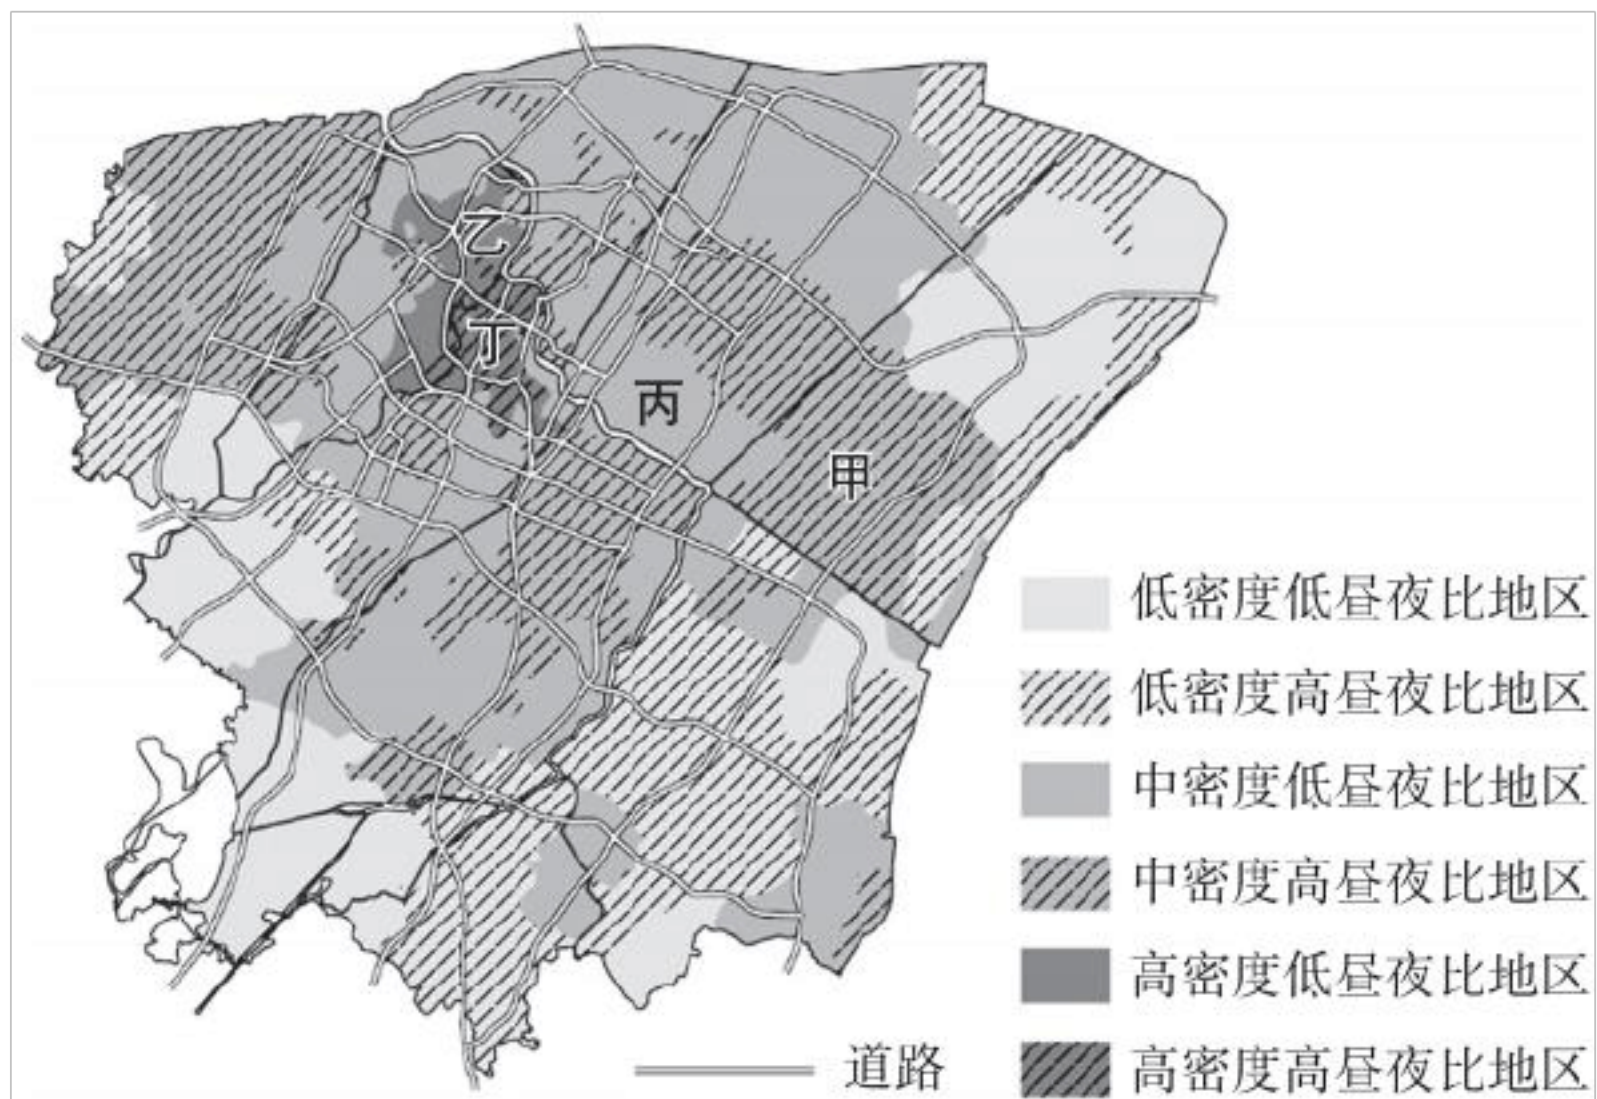 乙
丁
丙
甲
低密度低昼夜比地区
低密度高昼夜比地区
中密度低昼夜比地区
中密度高昼夜比地区
高密度低昼夜比地区
高密度高昼夜比地区
道路